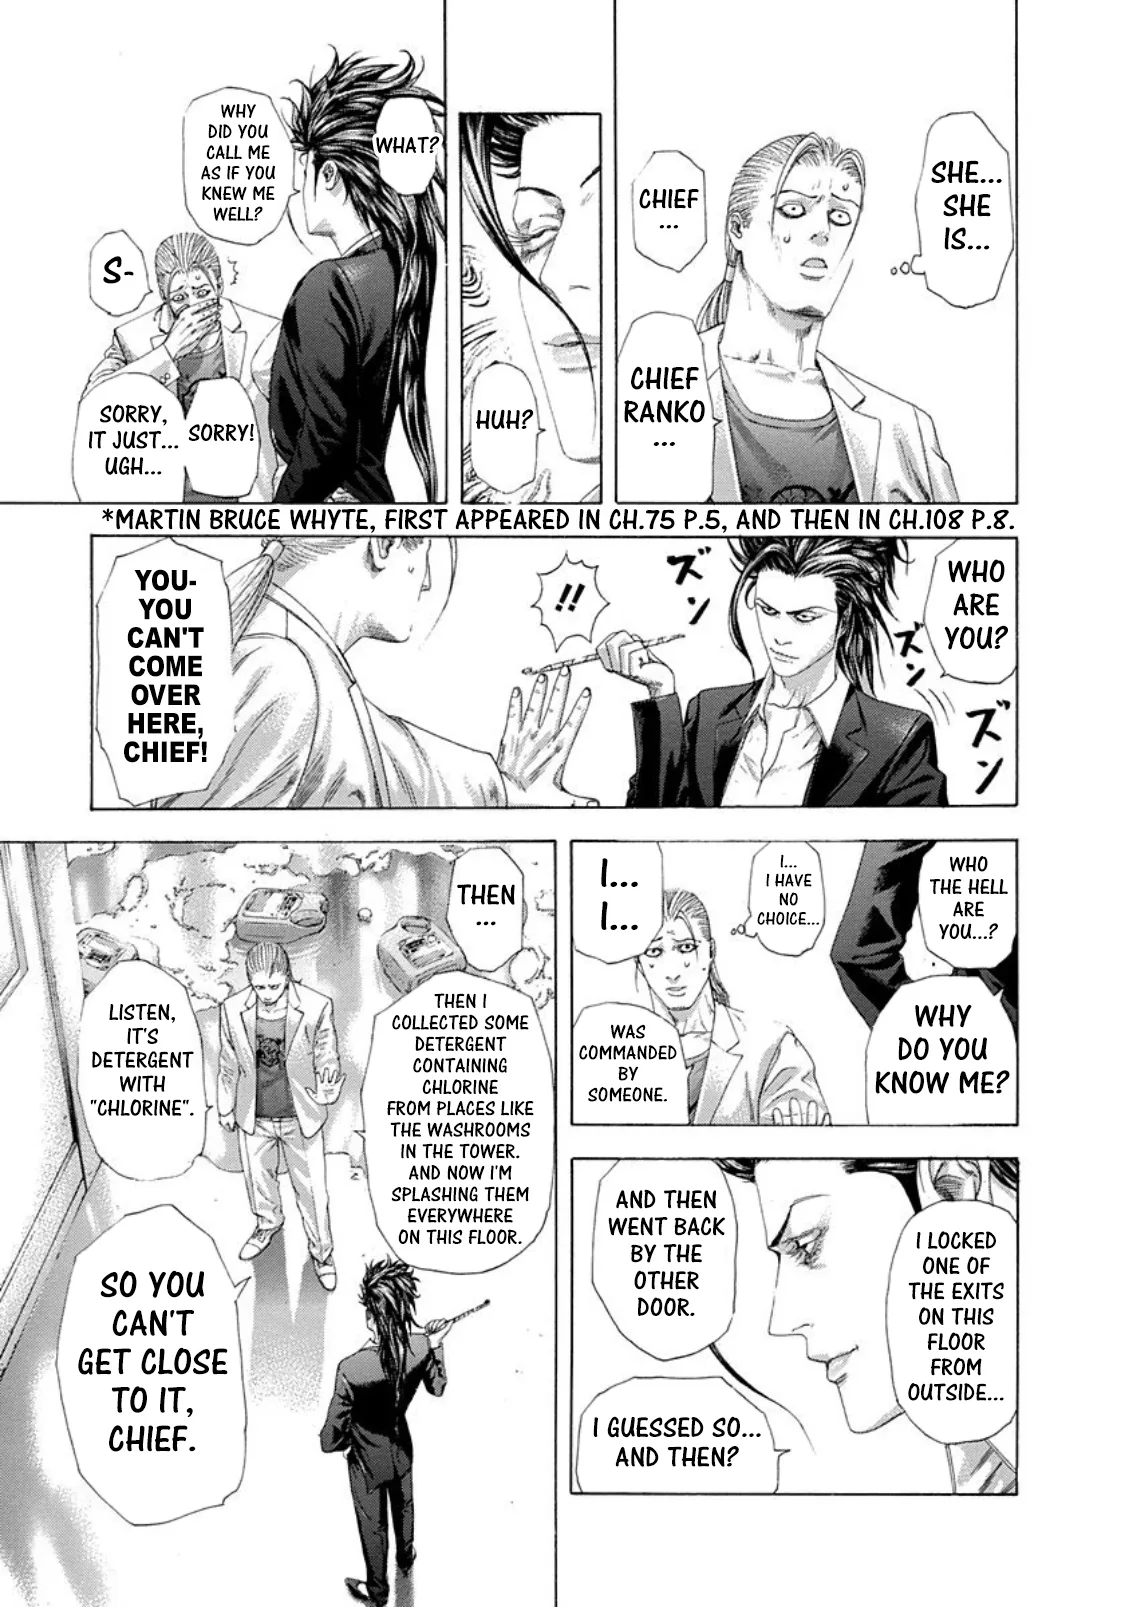 SHE...
SHE
IS...
CHIEF
...
CHIEF
RANKO
...
HUH?
WHAT?
WHY
DID YOU
CALL ME
AS IF YOU
KNEW ME
WELL?
S-
SORRY!
SORRY,
IT JUST...
UGH...
*MARTIN BRUCE WHYTE, FIRST APPEARED IN CH.75 P.5, AND THEN IN CH.108 P.8.
WHO
ARE
YOU?
ズン
ズン
ズン
!!
YOU-
YOU
CAN'T
COME
OVER
HERE,
CHIEF!
WHO
THE HELL
ARE
YOU...?
WHY
DO YOU
KNOW ME?
I...
I HAVE
NO
CHOICE...
I...
I...
WAS
COMMANDED
BY
SOMEONE.
I LOCKED
ONE OF
THE EXITS
ON THIS
FLOOR
FROM
OUTSIDE...
AND THEN
WENT BACK
BY THE
OTHER
DOOR.
I GUESSED SO...
AND THEN?
THEN
...
THEN I
COLLECTED SOME
DETERGENT
CONTAINING
CHLORINE
FROM PLACES LIKE
THE WASHROOMS
IN THE TOWER.
AND NOW I'M
SPLASHING THEM
EVERYWHERE
ON THIS FLOOR.
LISTEN,
IT'S
DETERGENT
WITH
"CHLORINE".
SO YOU
CAN'T
GET CLOSE
TO IT,
CHIEF.